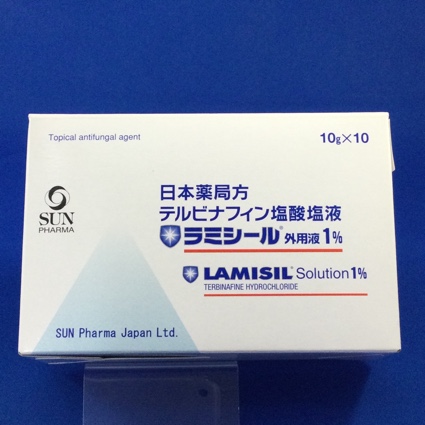 Topical antifungal agent
10g×10
日本薬局方
テルビナフィン塩酸塩液
ラミシール® 外用液1%
LAMISIL® Solution1%
TERBINAFINE HYDROCHLORIDE
SUN
PHARMA
SUN Pharma Japan Ltd.